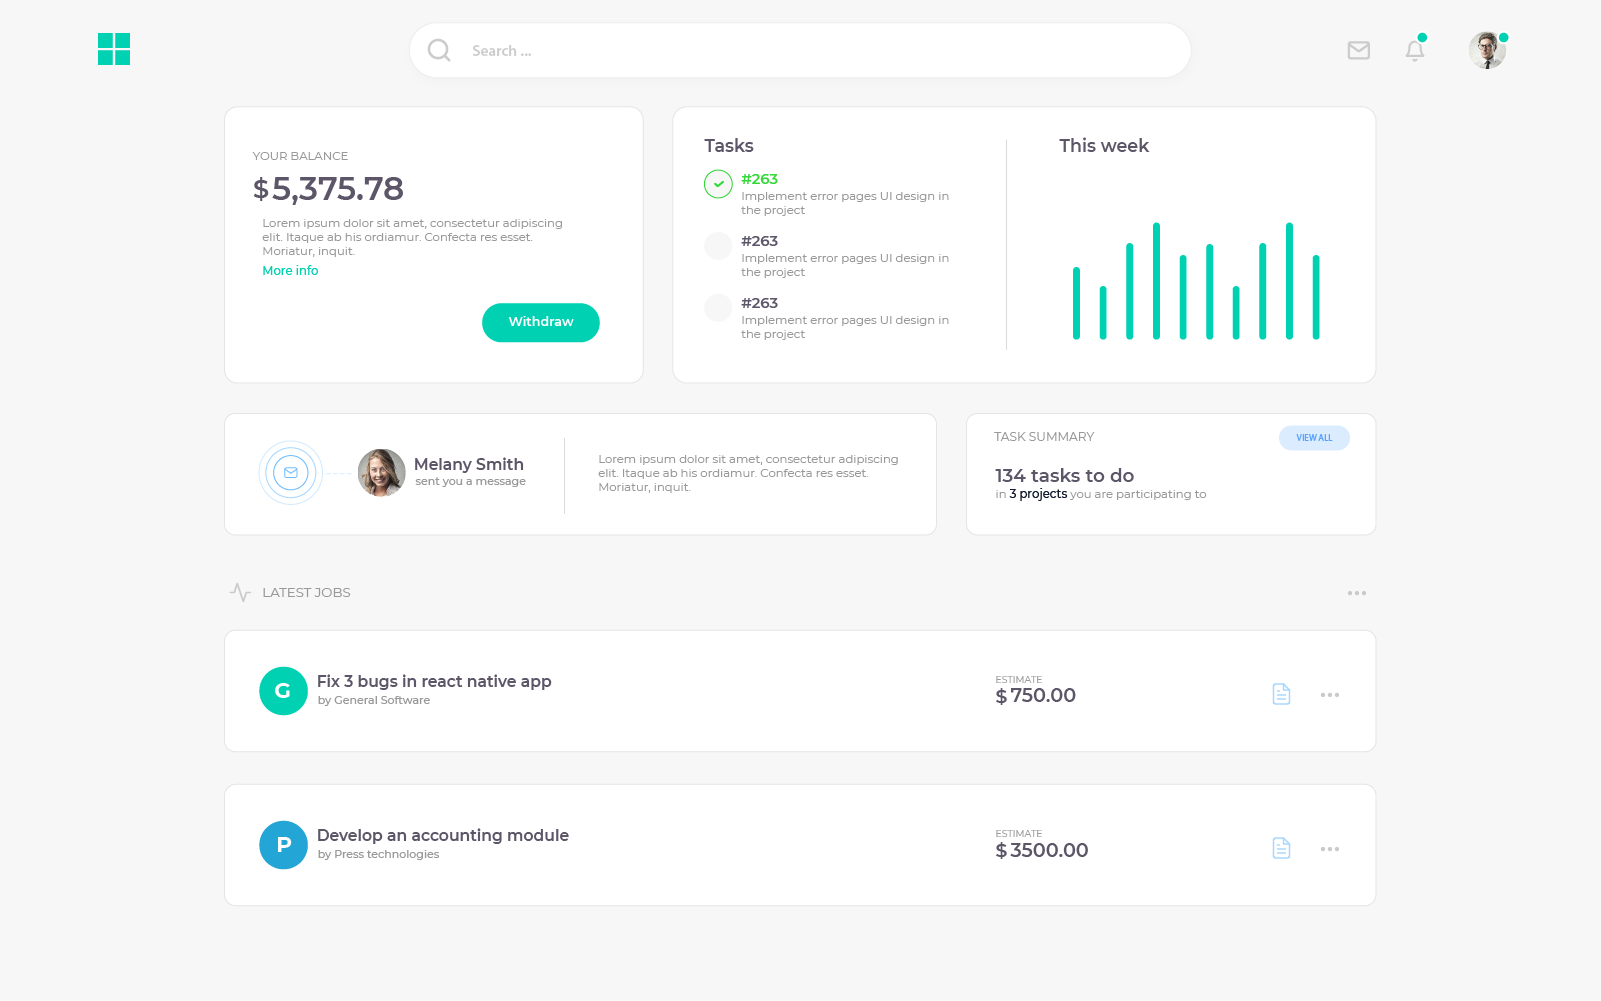 Search ...
YOUR BALANCE
$5,375.78
Lorem ipsum dolor sit amet, consectetur adipiscing
elit. Itaque ab his ordiamur. Confecta res esset.
Moriatur, inquit.
More info
Withdraw
Tasks
#263
Implement error pages UI design in
the project
#263
Implement error pages UI design in
the project
#263
Implement error pages UI design in
the project
This week
Melany Smith
sent you a message
Lorem ipsum dolor sit amet, consectetur adipiscing
elit. Itaque ab his ordiamur. Confecta res esset.
Moriatur, inquit.
TASK SUMMARY
VIEW ALL
134 tasks to do
in 3 projects you are participating to
LATEST JOBS
G
Fix 3 bugs in react native app
by General Software
ESTIMATE
$750.00
P
Develop an accounting module
by Press technologies
ESTIMATE
$3500.00